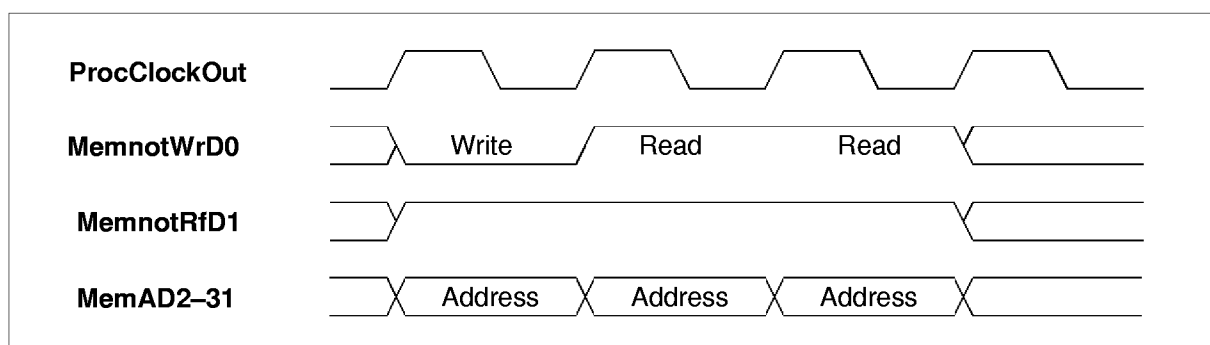 ProcClockOut
MemnotWrD0 Write Read Read
MemnotRfD1
MemAD2–31 Address Address Address